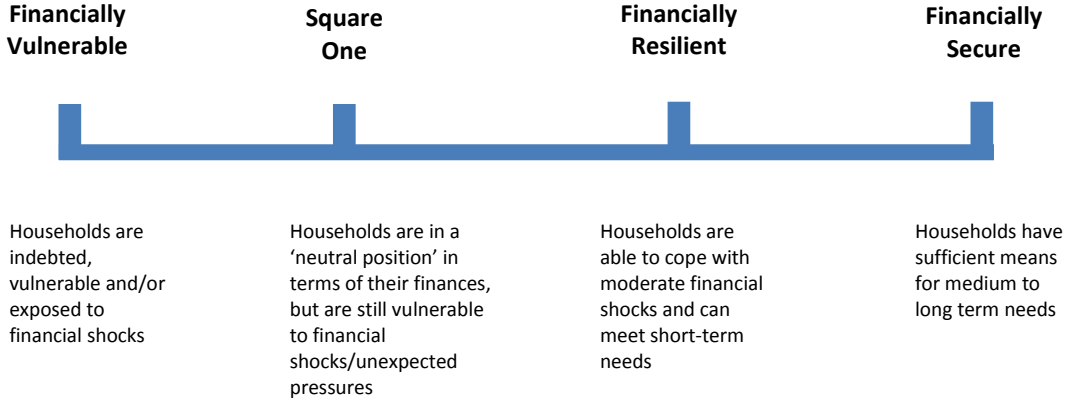 Financially
Vulnerable
Square
One
Financially
Resilient
Financially
Secure
Households are
indebted,
vulnerable and/or
exposed to
financial shocks
Households are in a
‘neutral position’ in
terms of their finances,
but are still vulnerable
to financial
shocks/unexpected
pressures
Households are
able to cope with
moderate financial
shocks and can
meet short-term
needs
Households have
sufficient means
for medium to
long term needs